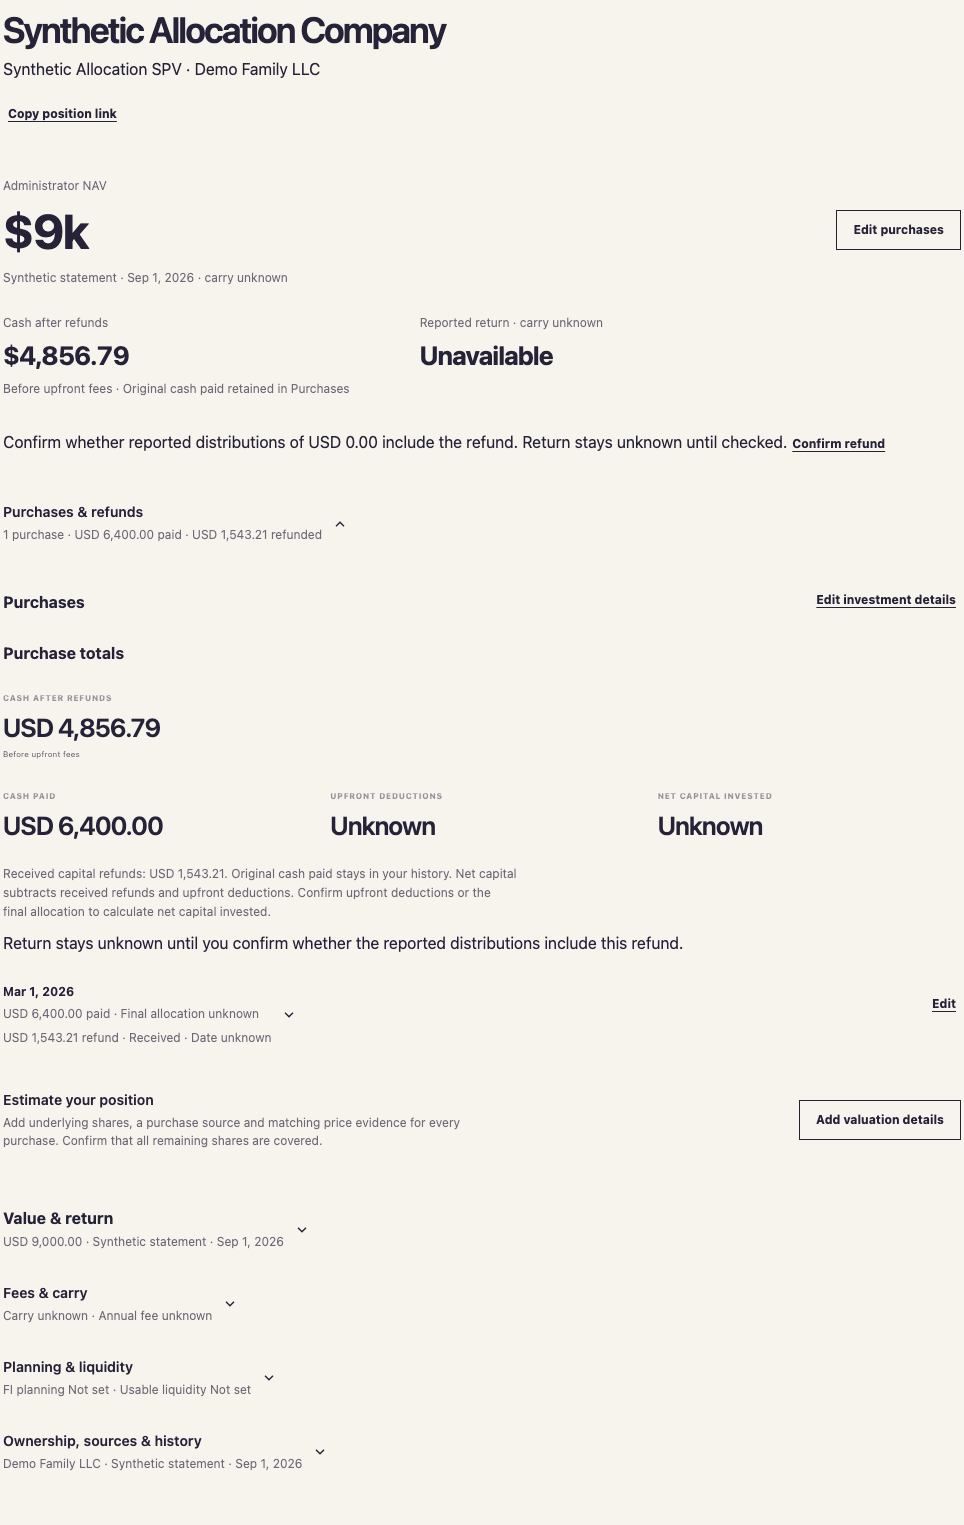 Synthetic Allocation Company
Synthetic Allocation SPV · Demo Family LLC
Copy position link
Administrator NAV
$9k
Edit purchases
Synthetic statement · Sep 1, 2026 · carry unknown
Cash after refunds
Reported return · carry unknown
$4,856.79
Unavailable
Before upfront fees · Original cash paid retained in Purchases
Confirm whether reported distributions of USD 0.00 include the refund. Return stays unknown until checked. Confirm refund
Purchases & refunds
1 purchase · USD 6,400.00 paid · USD 1,543.21 refunded
Purchases
Edit investment details
Purchase totals
CASH AFTER REFUNDS
USD 4,856.79
Before upfront fees
CASH PAID
UPFRONT DEDUCTIONS
NET CAPITAL INVESTED
USD 6,400.00
Unknown
Unknown
Received capital refunds: USD 1,543.21. Original cash paid stays in your history. Net capital
subtracts received refunds and upfront deductions. Confirm upfront deductions or the
final allocation to calculate net capital invested.
Return stays unknown until you confirm whether the reported distributions include this refund.
Mar 1, 2026
Edit
USD 6,400.00 paid · Final allocation unknown
USD 1,543.21 refund · Received · Date unknown
Estimate your position
Add underlying shares, a purchase source and matching price evidence for every
purchase. Confirm that all remaining shares are covered.
Add valuation details
Value & return
USD 9,000.00 · Synthetic statement · Sep 1, 2026
Fees & carry
Carry unknown · Annual fee unknown
Planning & liquidity
FI planning Not set · Usable liquidity Not set
Ownership, sources & history
Demo Family LLC · Synthetic statement · Sep 1, 2026